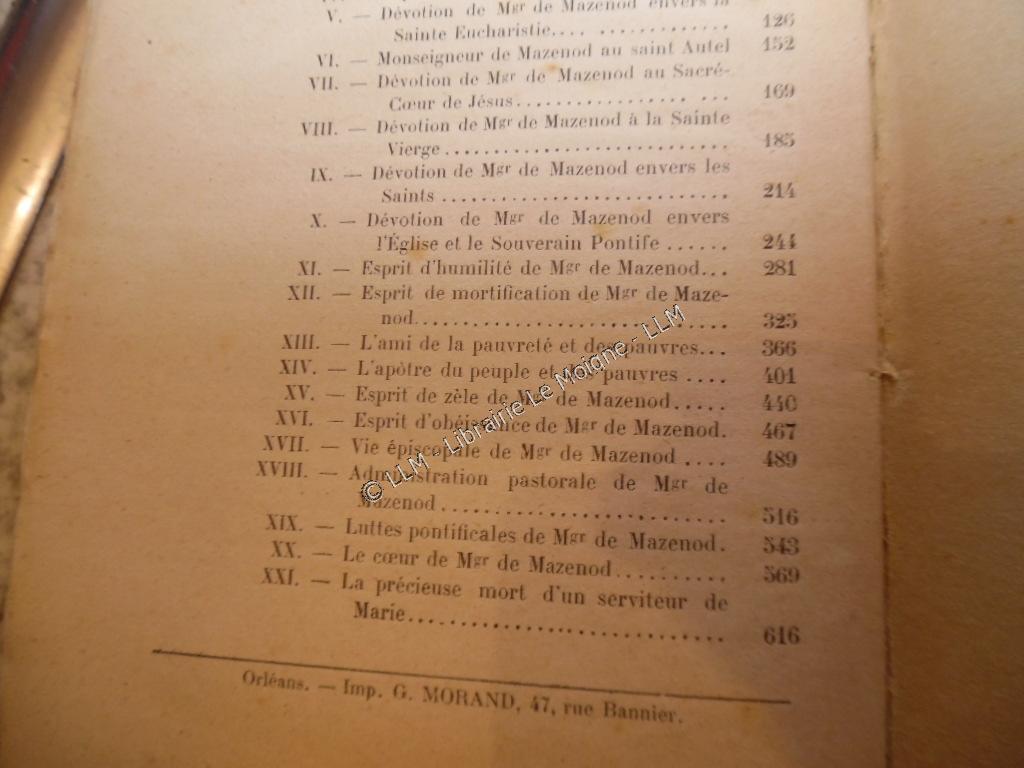 V. — Dévotion de Mgr de Mazenod envers la
Sainte Eucharistie.... ............. 126
VI. — Monseigneur de Mazenod au saint Autel 152
VII. — Dévotion de Mgr de Mazenod au Sacré-
Cœur de Jésus................. ... 169
VIII. — Dévotion de Mgr de Mazenod à la Sainte
Vierge............................ 185
IX. — Dévotion de Mgr de Mazenod envers les
Saints ............................ 214
X. — Dévotion de Mgr de Mazenod envers
l'Église et le Souverain Pontife ...... 244
XI. — Esprit d'humilité de Mgr de Mazenod... 281
XII. — Esprit de mortification de Mgr de Maze-
nod............................... 325
XIII. — L'ami de la pauvreté et des pauvres... 366
XIV. — L'apôtre du peuple et des pauvres .... 401
XV. — Esprit de zèle de Mgr de Mazenod..... 440
XVI. — Esprit d'obéissance de Mgr de Mazenod. 467
XVII. — Vie épiscopale de Mgr de Mazenod .... 489
XVIII. — Administration pastorale de Mgr de
Mazenod............................ 516
XIX. — Luttes pontificales de Mgr de Mazenod. 543
XX. — Le cœur de Mgr de Mazenod.......... 569
XXI. — La précieuse mort d'un serviteur de
Marie.............................. 616
Orléans. — Imp. G. MORAND, 47, rue Bannier.
© LLM - Librairie Le Moigne - LLM